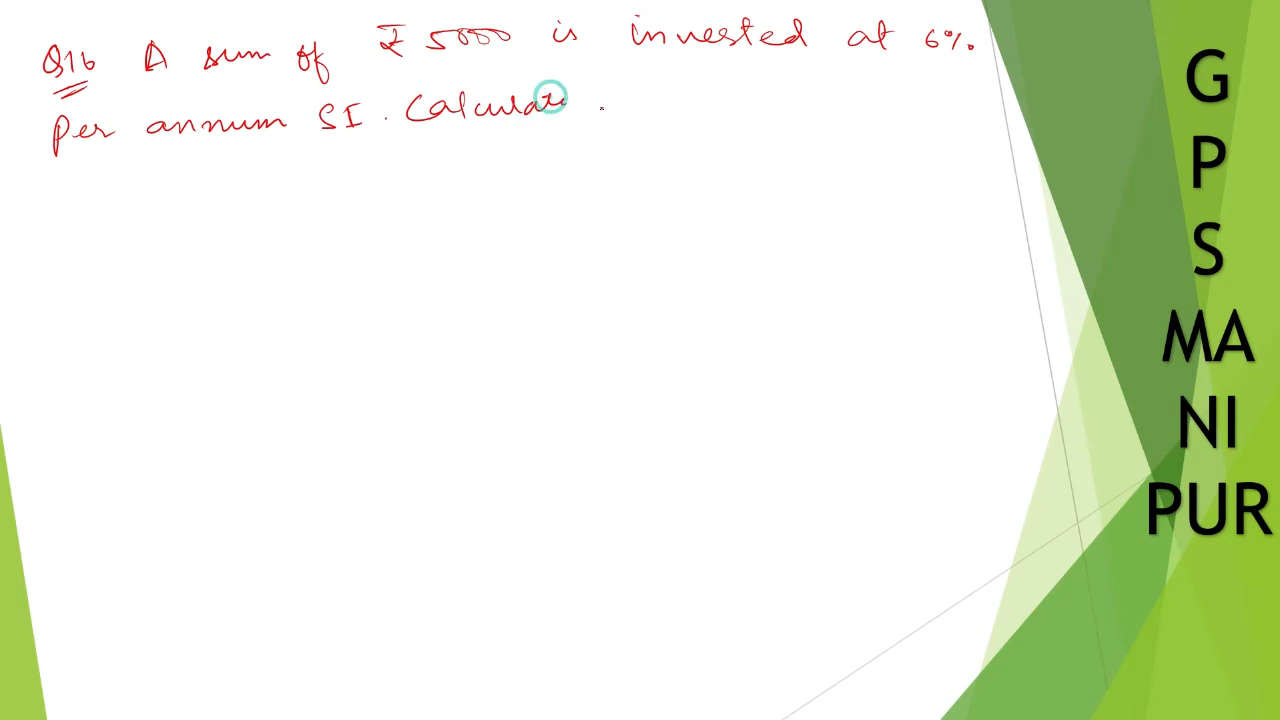 Q16 A sum of ₹ 5000 is invested at 6%.
Per annum SI. Calculate
G
P
S
MA
NI
PUR